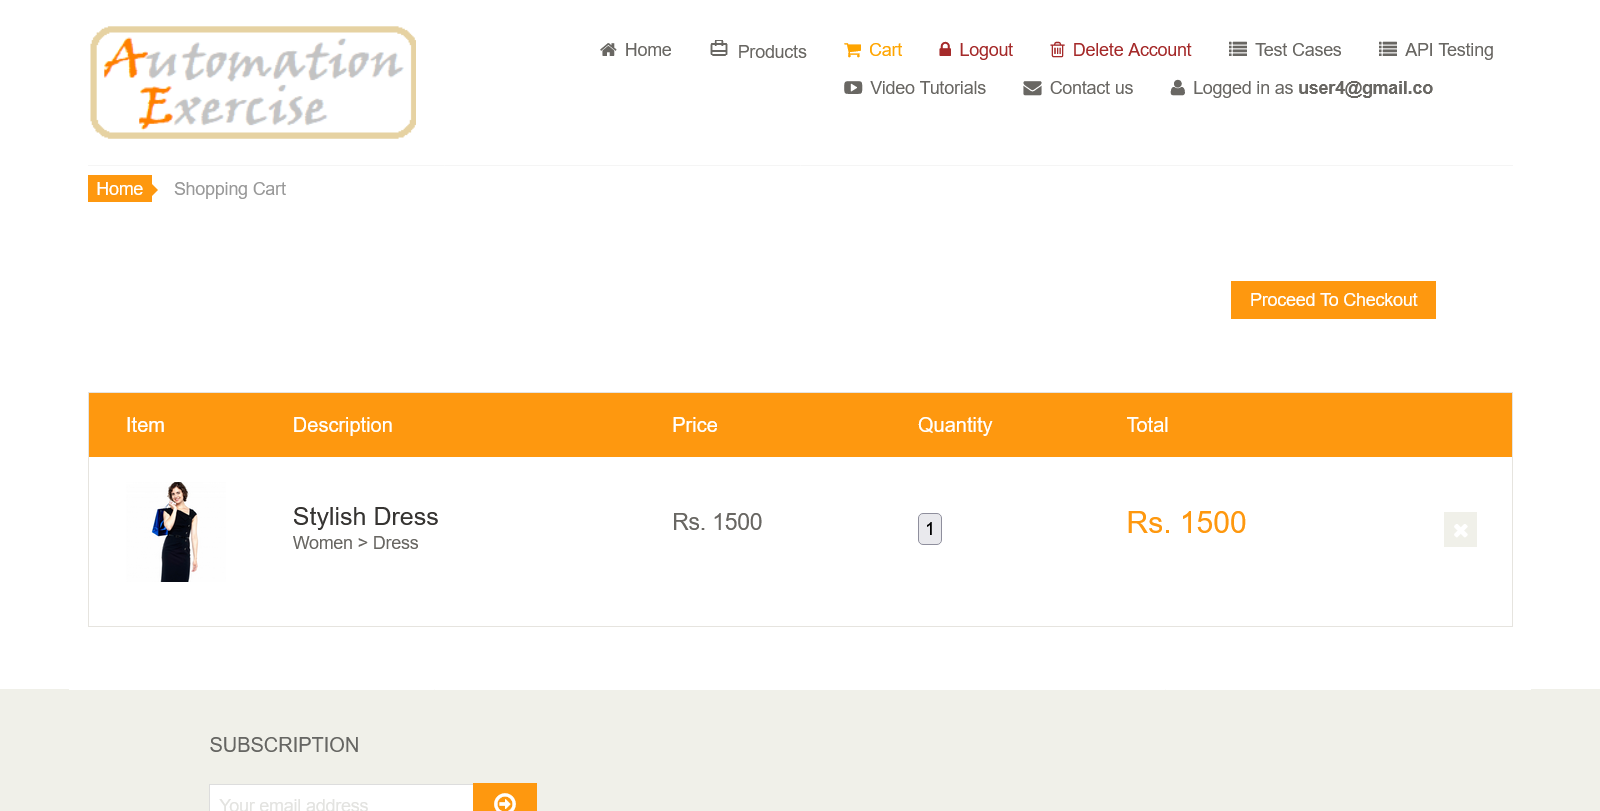 Automation
Exercise
Home
Products
Cart
Logout
Delete Account
Test Cases
API Testing
Video Tutorials
Contact us
Logged in as user4@gmail.co
Home
Shopping Cart
Proceed To Checkout
Item Description Price Quantity Total
Stylish Dress
Women > Dress
Rs. 1500
1
Rs. 1500
SUBSCRIPTION
Your email address